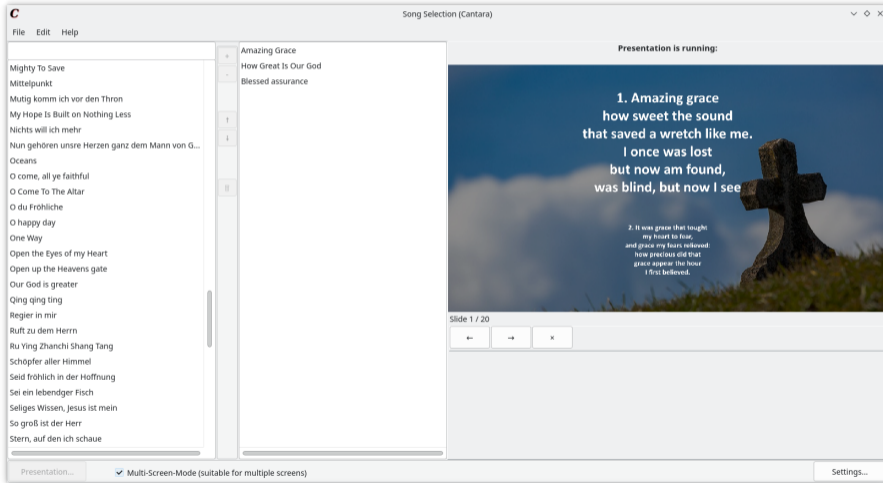 C
Song Selection (Cantara)
File Edit Help
Mighty To Save
Mittelpunkt
Mutig komm ich vor den Thron
My Hope Is Built on Nothing Less
Nichts will ich mehr
Nun gehören unsre Herzen ganz dem Mann von G...
Oceans
O come, all ye faithful
O Come To The Altar
O du Fröhliche
O happy day
One Way
Open the Eyes of my Heart
Open up the Heavens gate
Our God is greater
Qing qing ting
Regier in mir
Ruft zu dem Herrn
Ru Ying Zhanchi Shang Tang
Schöpfer aller Himmel
Seid fröhlich in der Hoffnung
Sei ein lebendger Fisch
Seliges Wissen, Jesus ist mein
So groß ist der Herr
Stern, auf den ich schaue
Amazing Grace
How Great Is Our God
Blessed assurance
Presentation is running:
1. Amazing grace
how sweet the sound
that saved a wretch like me.
I once was lost
but now am found,
was blind, but now I see
2. It was grace that tought
my heart to fear,
and grace my fears relieved:
how precious did that
grace appear the hour
I first believed.
Slide 1 / 20
Presentation...
Multi-Screen-Mode (suitable for multiple screens)
Settings...